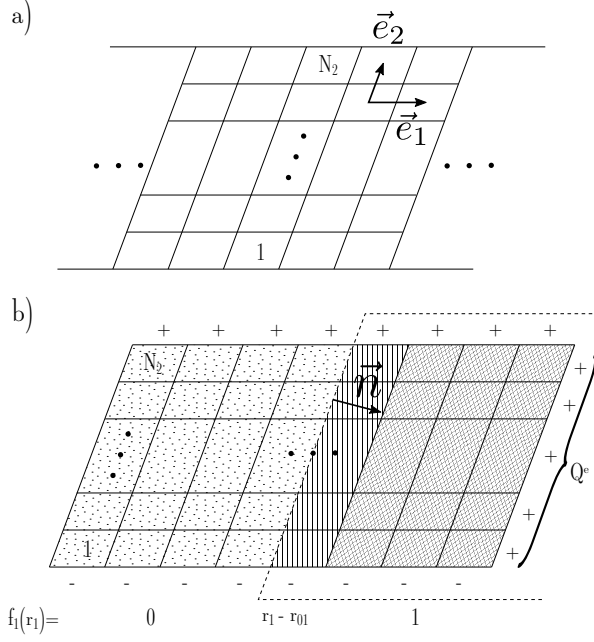 a)
N₂
e⃗₂
e⃗₁
• • •
• • •
• • •
1
b)
+ + + + + + + +
N₂
n⃗
+
+
• • •
• • •
+
Qᵉ
+
1
+
- - - - - - - -
f₁(r₁)= 0 r₁ - r₀₁ 1